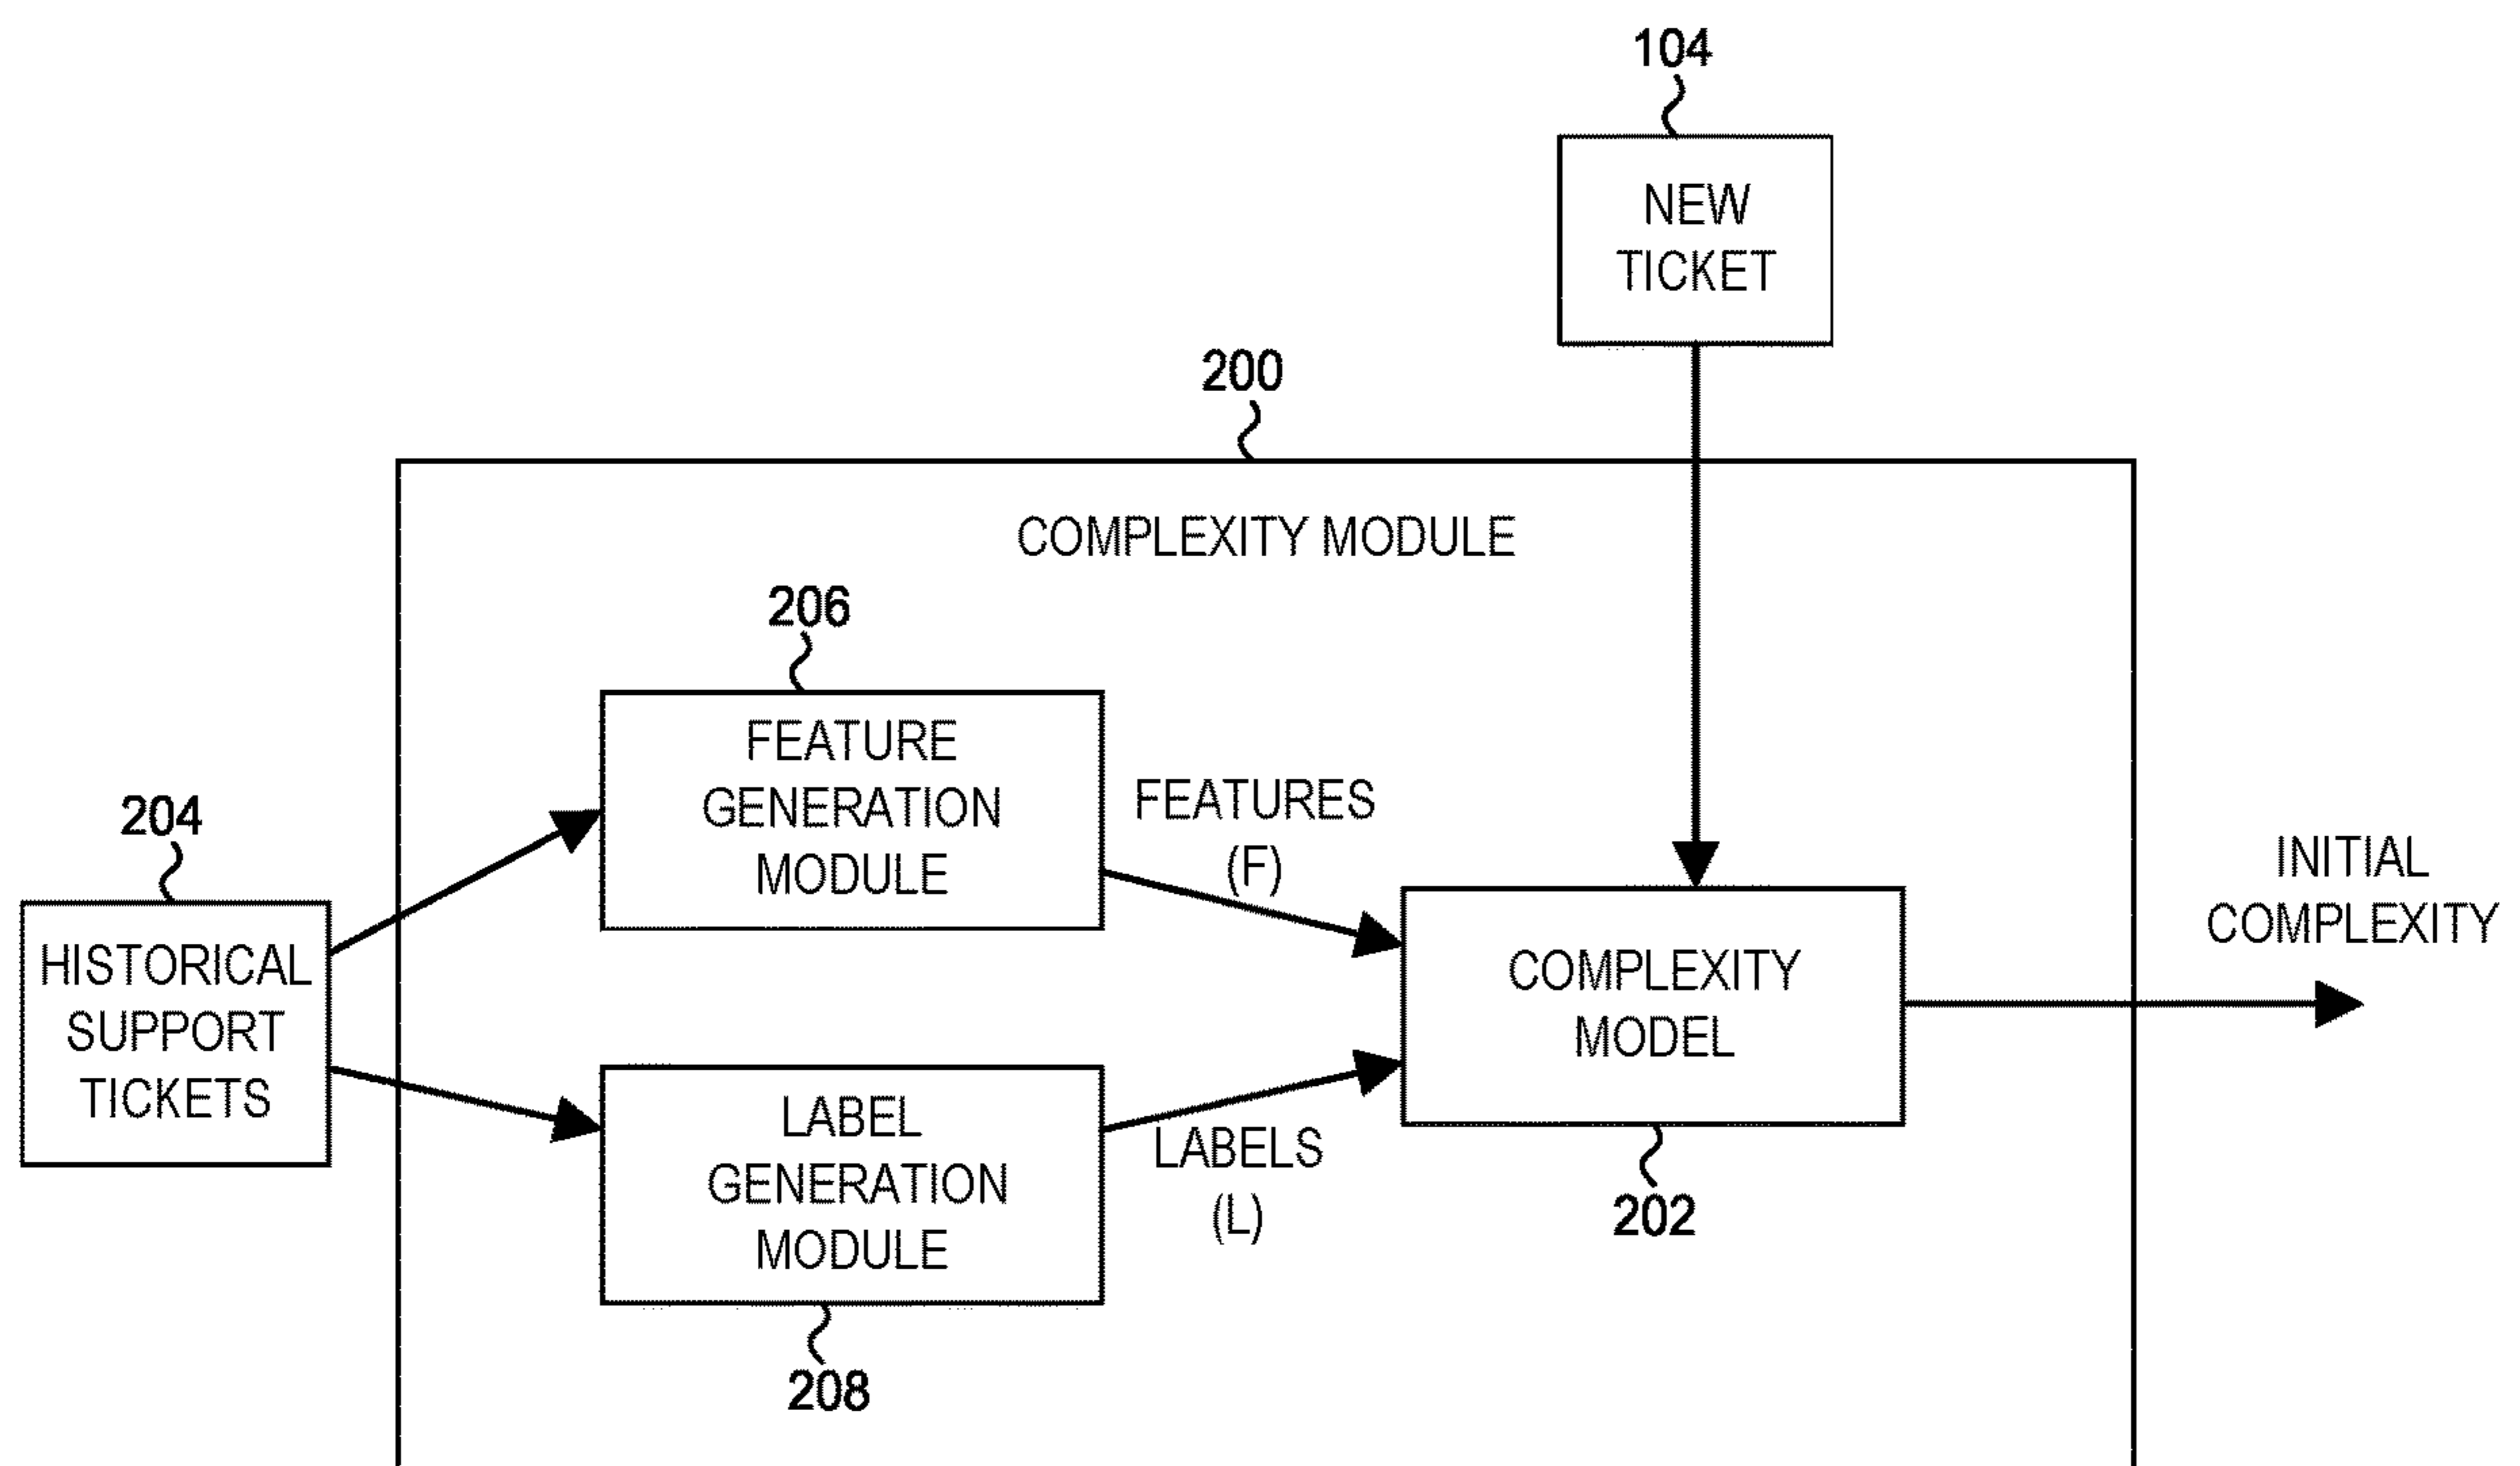 104
NEW
TICKET
200
COMPLEXITY MODULE
206
FEATURE
GENERATION
MODULE
FEATURES
(F)
204
HISTORICAL
SUPPORT
TICKETS
INITIAL
COMPLEXITY
COMPLEXITY
MODEL
202
LABEL
GENERATION
MODULE
LABELS
(L)
208